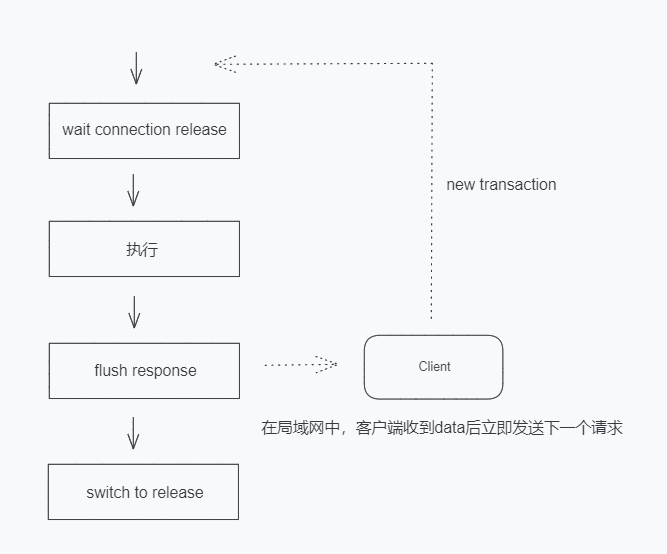 wait connection release
new transaction
执行
flush response
Client
在局域网中，客户端收到data后立即发送下一个请求
switch to release